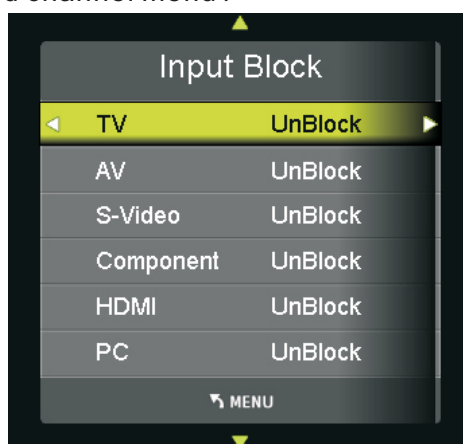 Input Block
TV UnBlock
AV UnBlock
S-Video UnBlock
Component UnBlock
HDMI UnBlock
PC UnBlock
MENU